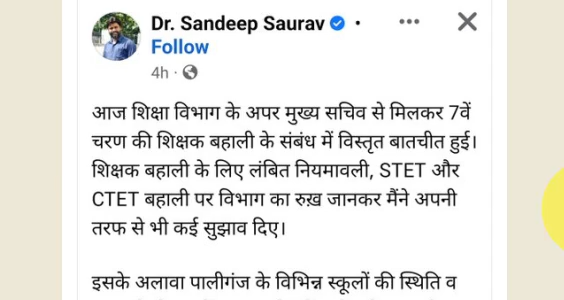 Dr. Sandeep Saurav
Follow
4h ·
आज शिक्षा विभाग के अपर मुख्य सचिव से मिलकर 7वें
चरण की शिक्षक बहाली के संबंध में विस्तृत बातचीत हुई।
शिक्षक बहाली के लिए लंबित नियमावली, STET और
CTET बहाली पर विभाग का रुख़ जानकर मैंने अपनी
तरफ से भी कई सुझाव दिए।
इसके अलावा पालीगंज के विभिन्न स्कूलों की स्थिति व